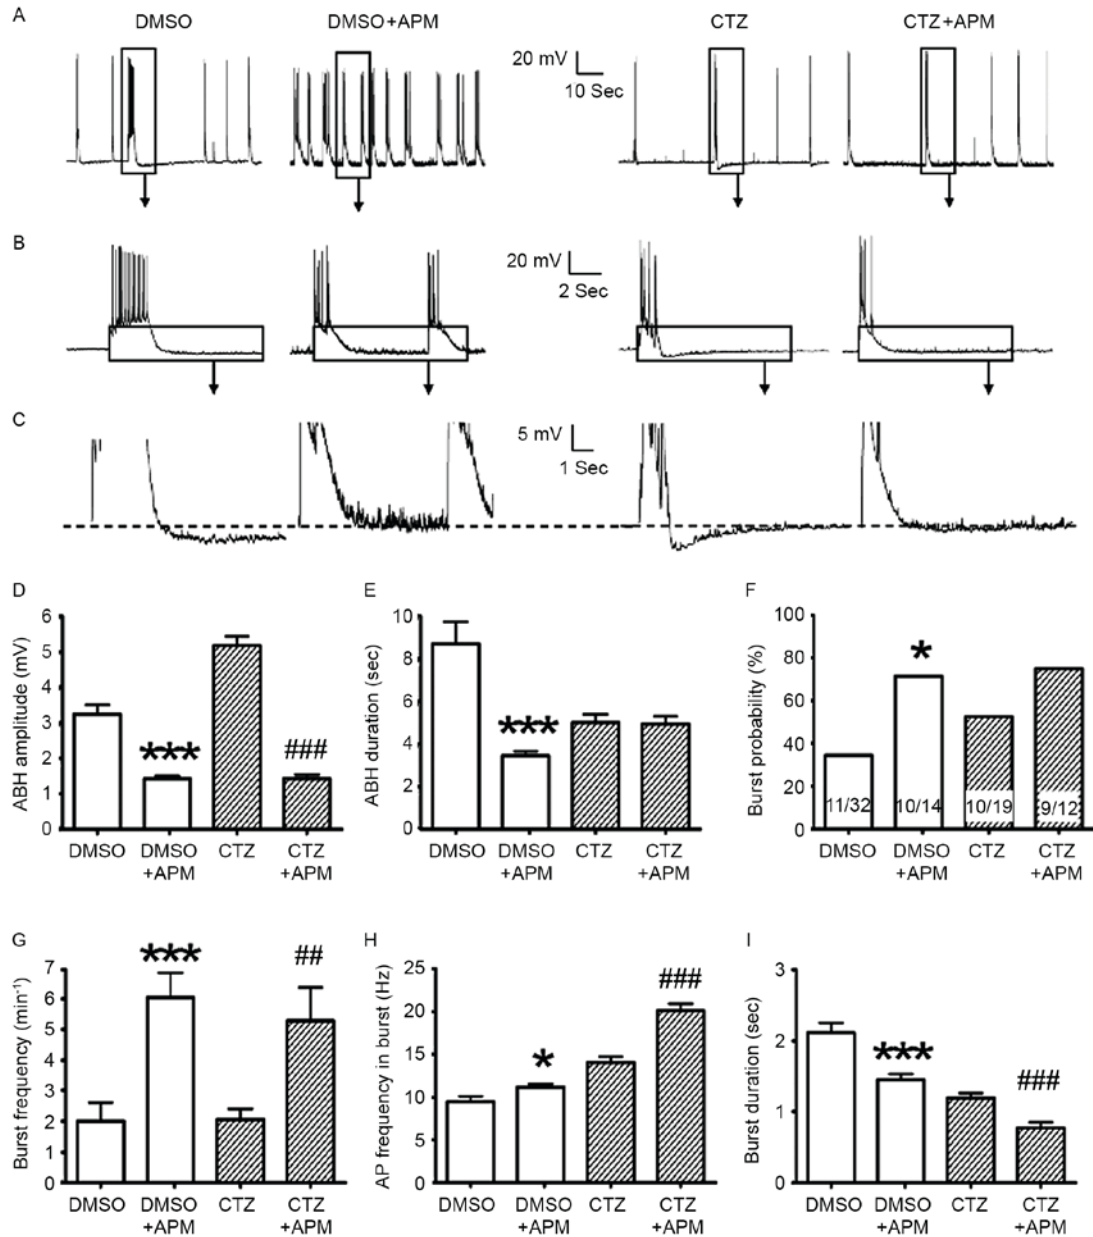 A
DMSO
DMSO+APM
CTZ
CTZ+APM
20 mV
10 Sec
B
20 mV
2 Sec
C
5 mV
1 Sec
D
ABH amplitude (mV)
6
5
4
3
2
1
0
***
###
DMSO
DMSO
+APM
CTZ
CTZ
+APM
E
ABH duration (sec)
10
8
6
4
2
0
***
DMSO
DMSO
+APM
CTZ
CTZ
+APM
F
Burst probability (%)
100
80
60
40
20
0
*
11/32
10/14
10/19
9/12
DMSO
DMSO
+APM
CTZ
CTZ
+APM
G
Burst frequency (min⁻¹)
7
6
5
4
3
2
1
0
***
##
DMSO
DMSO
+APM
CTZ
CTZ
+APM
H
AP frequency in burst (Hz)
25
20
15
10
5
0
*
###
DMSO
DMSO
+APM
CTZ
CTZ
+APM
I
Burst duration (sec)
3
2
1
0
***
###
DMSO
DMSO
+APM
CTZ
CTZ
+APM